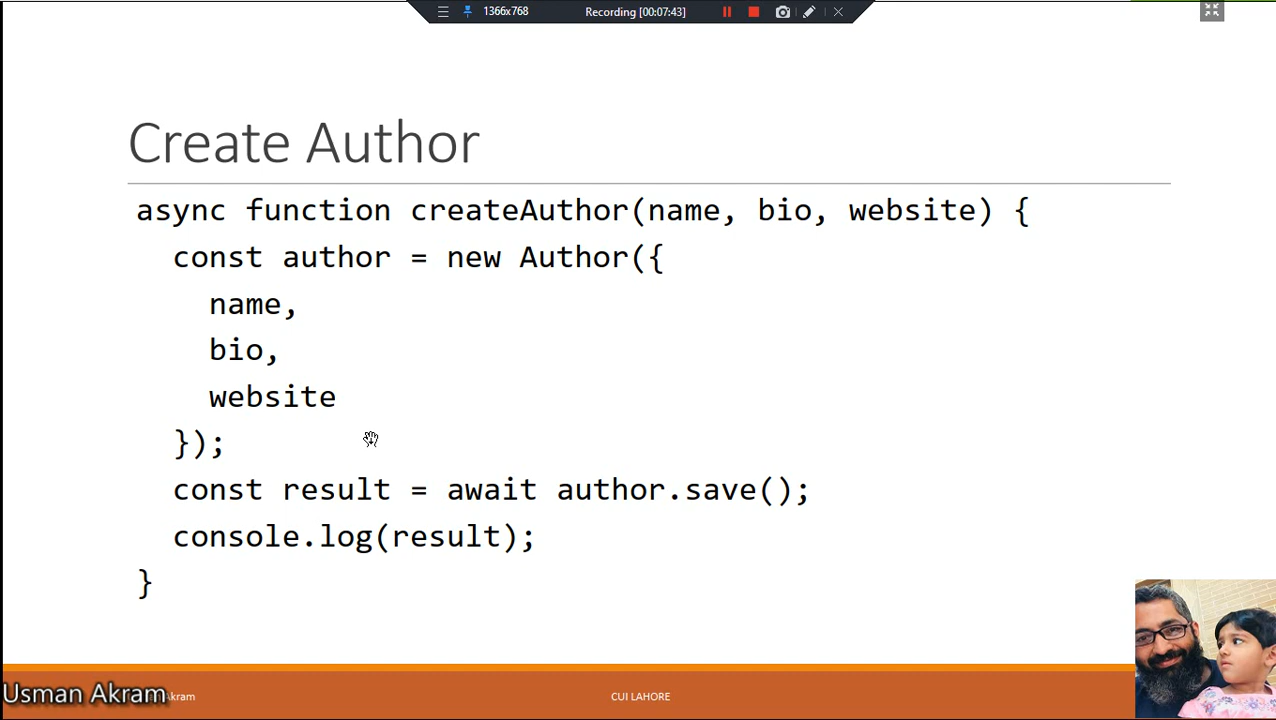 1366x768 Recording [00:07:43]
Create Author
async function createAuthor(name, bio, website) {
const author = new Author({
name,
bio,
website
});
const result = await author.save();
console.log(result);
}
Usman Akram
CUI LAHORE